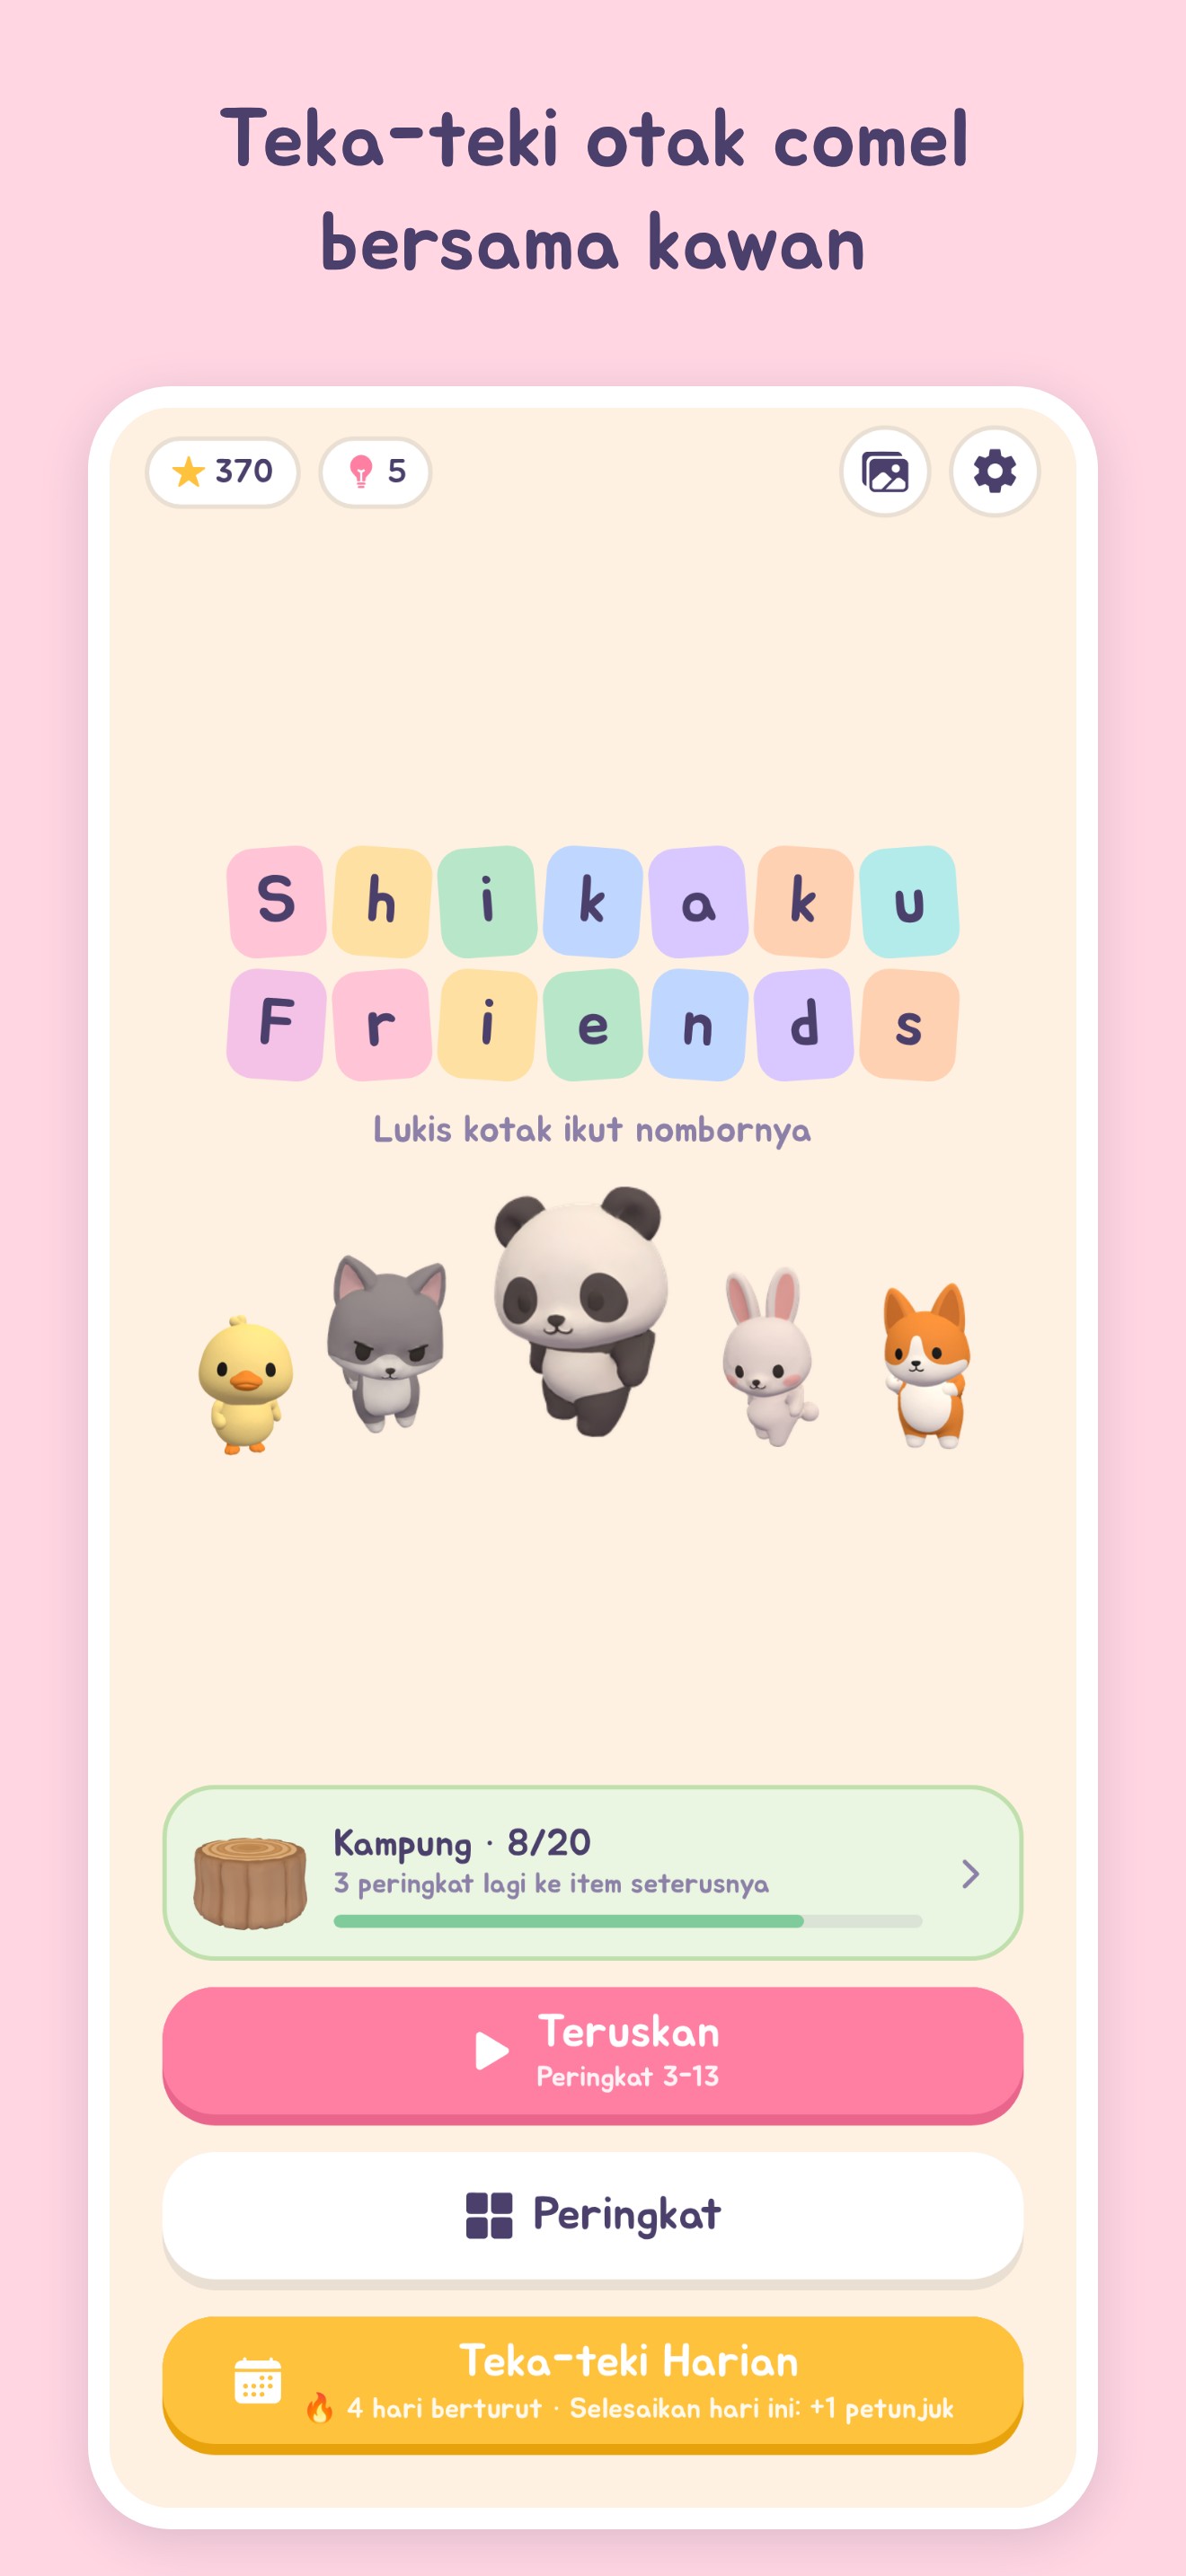 Teka-teki otak comel
bersama kawan
370
5
Shikaku
Friends
Lukis kotak ikut nombornya
Kampung · 8/20
3 peringkat lagi ke item seterusnya
Teruskan
Peringkat 3-13
Peringkat
Teka-teki Harian
🔥 4 hari berturut · Selesaikan hari ini: +1 petunjuk